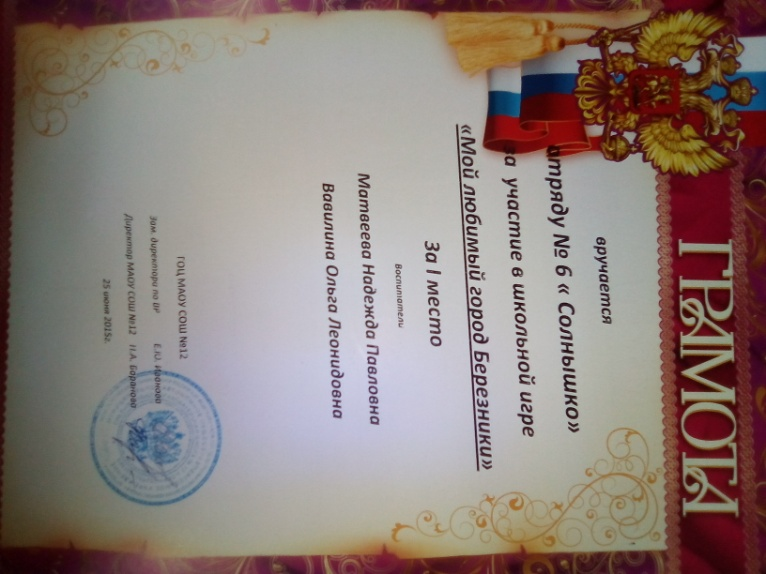 ГРАМОТА
вручается
отряду № 6 « Солнышко»
за участие в школьной игре
«Мой любимый город Березники»
За I место
Воспитатели
Матвеева Надежда Павловна
Вавилина Ольга Леонидовна
ГОЦ МАОУ СОШ №12
Зам. директора по ВР Е.Ю. Иванова
Директор МАОУ СОШ №12 Н.А. Баранова
25 июня 2015г.